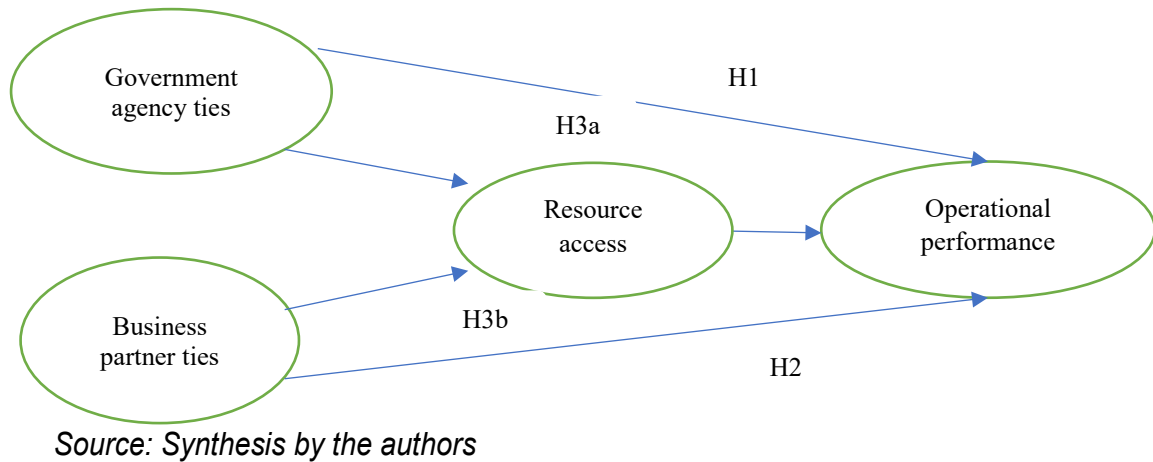 Government
agency ties
H1
H3a
Resource
access
Operational
performance
Business
partner ties
H3b
H2
Source: Synthesis by the authors